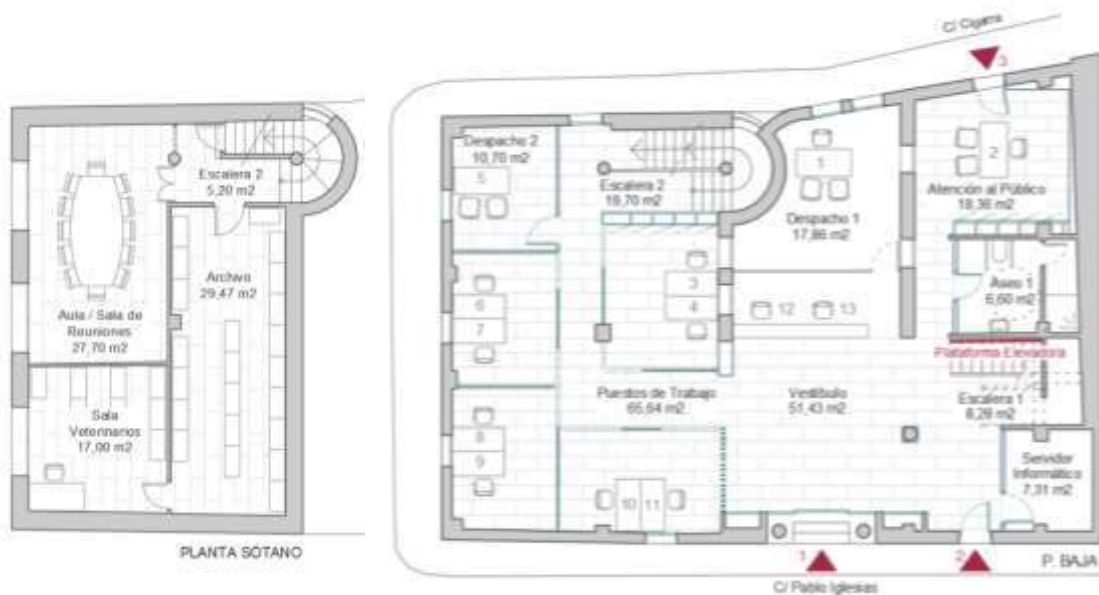 Escalera 2
5,20 m2
Archivo
29,47 m2
Aula / Sala de
Reuniones
27,70 m2
Sala
Veterinarios
17,00 m2
PLANTA SÓTANO
C/ Cigarra
3
Despacho 2
10,70 m2
5
Escalera 2
19,70 m2
1
Despacho 1
17,86 m2
2
Atención al Público
18,36 m2
3
4
6
7
12
13
Aseo 1
6,60 m2
Plataforma Elevadora
Puestos de Trabajo
65,64 m2
Vestíbulo
51,43 m2
Escalera 1
8,28 m2
8
9
10
11
Servidor
Informático
7,31 m2
1
2
P. BAJA
C/ Pablo Iglesias